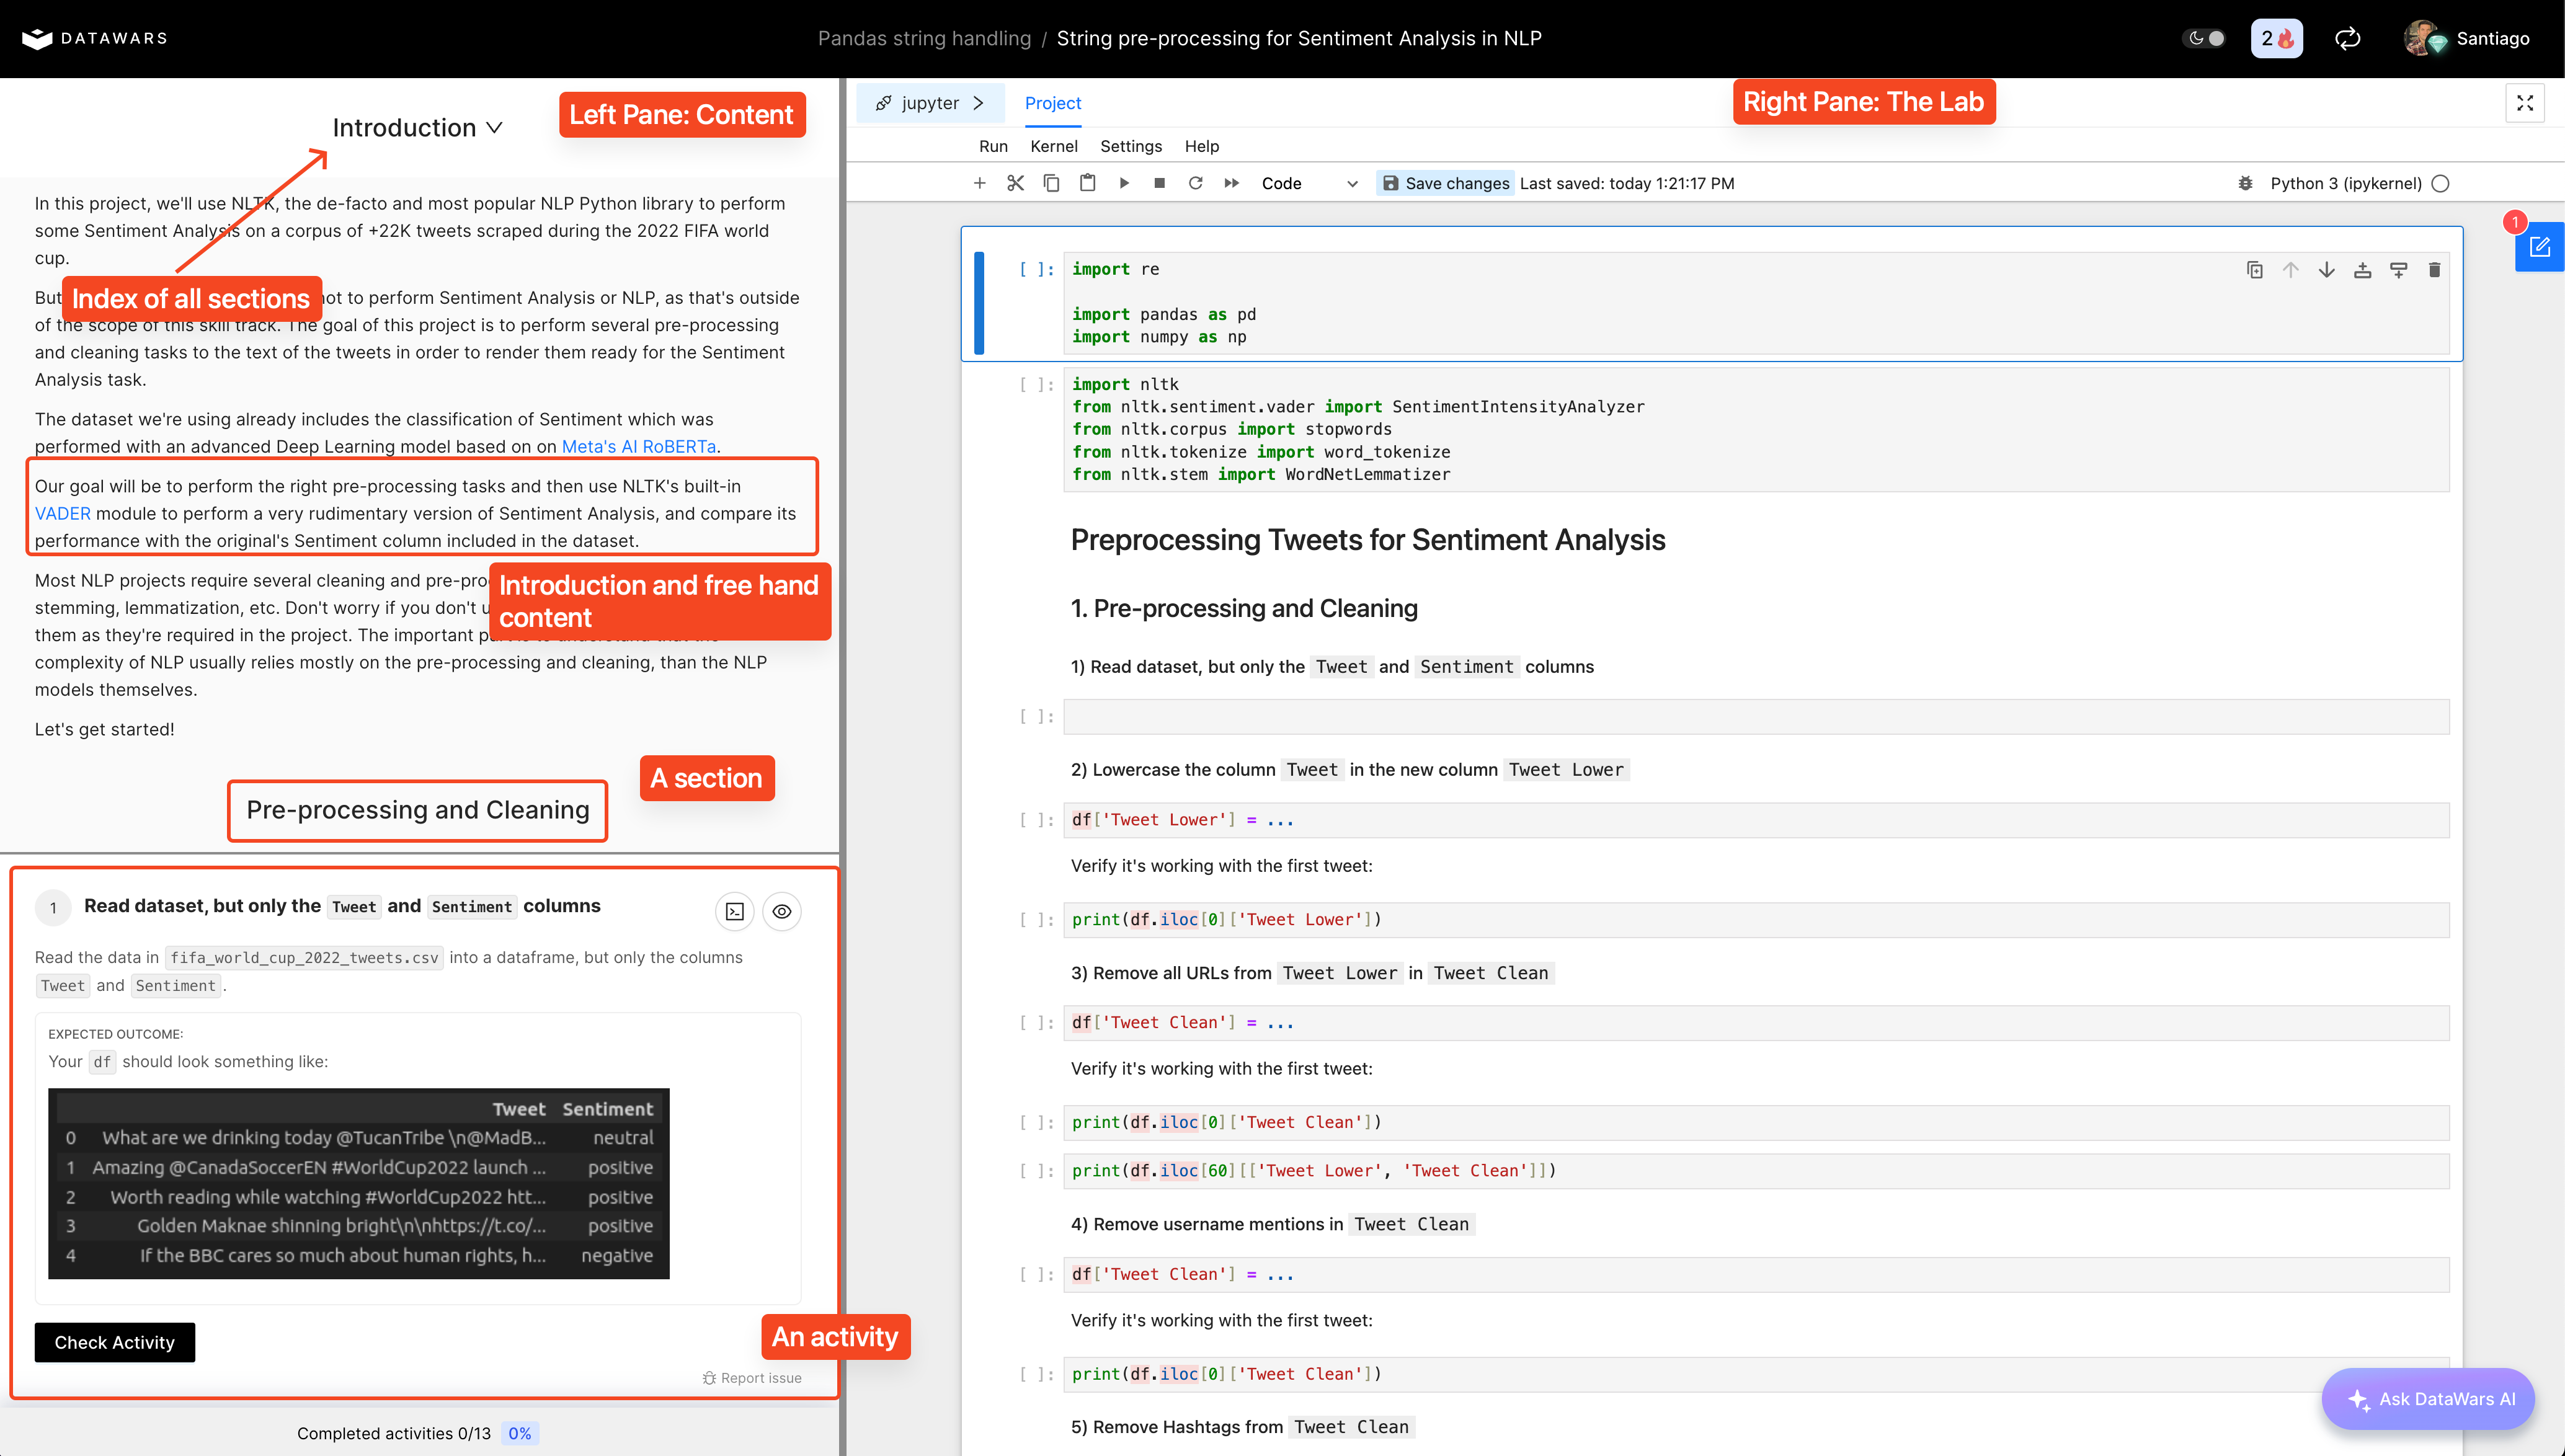 DATAWARS
Pandas string handling / String pre-processing for Sentiment Analysis in NLP
2
Santiago
Introduction
Left Pane: Content
In this project, we'll use NLTK, the de-facto and most popular NLP Python library to perform
some Sentiment Analysis on a corpus of +22K tweets scraped during the 2022 FIFA world
cup.
Index of all sections
But not to perform Sentiment Analysis or NLP, as that's outside
of the scope of this skill track. The goal of this project is to perform several pre-processing
and cleaning tasks to the text of the tweets in order to render them ready for the Sentiment
Analysis task.
The dataset we're using already includes the classification of Sentiment which was
performed with an advanced Deep Learning model based on on Meta's AI RoBERTa.
Our goal will be to perform the right pre-processing tasks and then use NLTK's built-in
VADER module to perform a very rudimentary version of Sentiment Analysis, and compare its
performance with the original's Sentiment column included in the dataset.
Introduction and free hand
content
Most NLP projects require several cleaning and
stemming, lemmatization, etc. Don't worry if you don't
them as they're required in the project. The important
complexity of NLP usually relies mostly on the pre-processing and cleaning, than the NLP
models themselves.
Let's get started!
A section
Pre-processing and Cleaning
1 Read dataset, but only the Tweet and Sentiment columns
Read the data in fifa_world_cup_2022_tweets.csv into a dataframe, but only the columns
Tweet and Sentiment.
EXPECTED OUTCOME:
Your df should look something like:
Tweet Sentiment
0 What are we drinking today @TucanTribe \n@MadB... neutral
1 Amazing @CanadaSoccerEN #WorldCup2022 launch ... positive
2 Worth reading while watching #WorldCup2022 htt... positive
3 Golden Maknae shinning bright\n\nhttps://t.co/... positive
4 If the BBC cares so much about human rights, h... negative
Check Activity
An activity
Report issue
Completed activities 0/13 0%
jupyter
Project
Right Pane: The Lab
Run Kernel Settings Help
Code Save changes Last saved: today 1:21:17 PM Python 3 (ipykernel)
1
[ ]: import re
import pandas as pd
import numpy as np
[ ]: import nltk
from nltk.sentiment.vader import SentimentIntensityAnalyzer
from nltk.corpus import stopwords
from nltk.tokenize import word_tokenize
from nltk.stem import WordNetLemmatizer
Preprocessing Tweets for Sentiment Analysis
1. Pre-processing and Cleaning
1) Read dataset, but only the Tweet and Sentiment columns
[ ]:
2) Lowercase the column Tweet in the new column Tweet Lower
[ ]: df['Tweet Lower'] = ...
Verify it's working with the first tweet:
[ ]: print(df.iloc[0]['Tweet Lower'])
3) Remove all URLs from Tweet Lower in Tweet Clean
[ ]: df['Tweet Clean'] = ...
Verify it's working with the first tweet:
[ ]: print(df.iloc[0]['Tweet Clean'])
[ ]: print(df.iloc[60][['Tweet Lower', 'Tweet Clean']])
4) Remove username mentions in Tweet Clean
[ ]: df['Tweet Clean'] = ...
Verify it's working with the first tweet:
[ ]: print(df.iloc[0]['Tweet Clean'])
5) Remove Hashtags from Tweet Clean
Ask DataWars AI